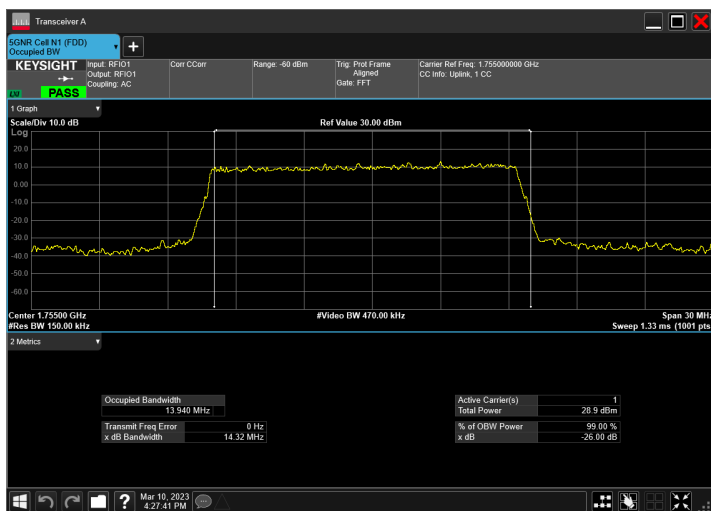 Transceiver A
5GNR Cell N1 (FDD)
Occupied BW
KEYSIGHT
LXI
PASS
Input: RFIO1
Output: RFIO1
Coupling: AC
Corr CCorr
Range: -60 dBm
Trig: Prot Frame
Aligned
Gate: FFT
Carrier Ref Freq: 1.755000000 GHz
CC Info: Uplink, 1 CC
1 Graph
Scale/Div 10.0 dB
Ref Value 30.00 dBm
Log
20.0
10.0
0.00
-10.0
-20.0
-30.0
-40.0
-50.0
-60.0
Center 1.75500 GHz
#Video BW 470.00 kHz
Span 30 MHz
#Res BW 150.00 kHz
Sweep 1.33 ms (1001 pts
2 Metrics
Occupied Bandwidth
13.940 MHz
Active Carrier(s) 1
Total Power 28.9 dBm
Transmit Freq Error 0 Hz
x dB Bandwidth 14.32 MHz
% of OBW Power 99.00 %
x dB -26.00 dB
?
Mar 10, 2023
4:27:41 PM